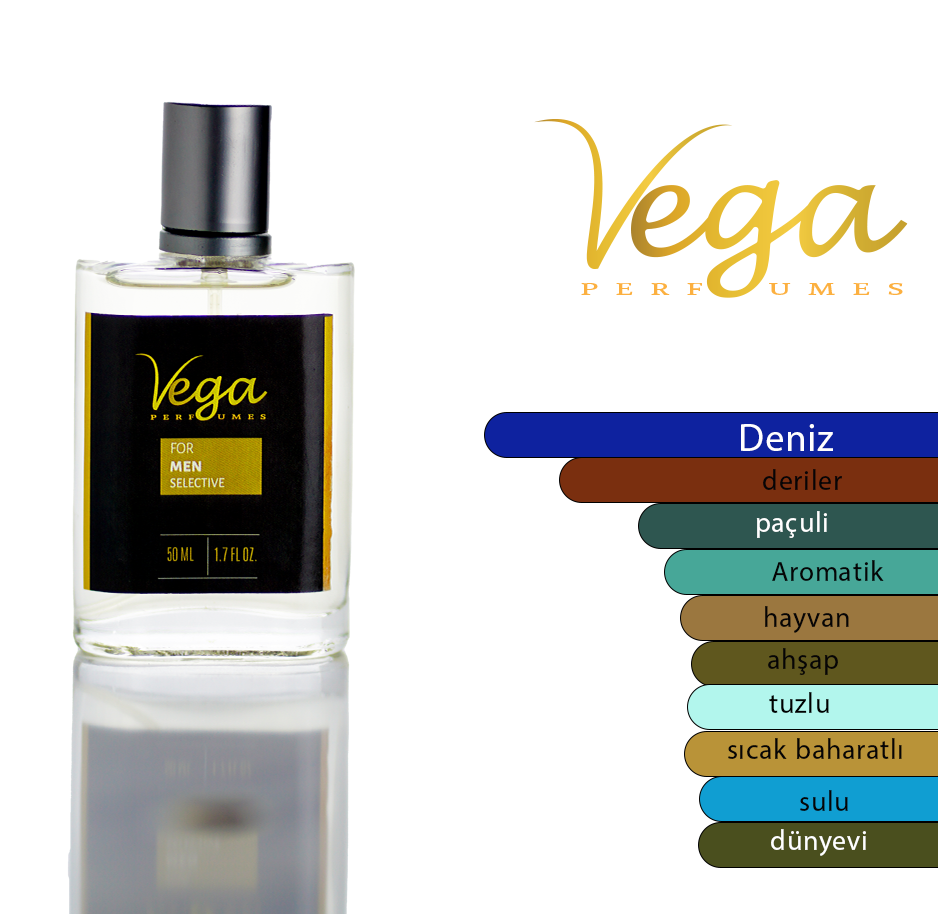 Vega
PERFUMES
FOR
MEN
SELECTIVE
50 ML 1.7 FL OZ.
Vega
PERFUMES
Deniz
deriler
paçuli
Aromatik
hayvan
ahşap
tuzlu
sıcak baharatlı
sulu
dünyevi